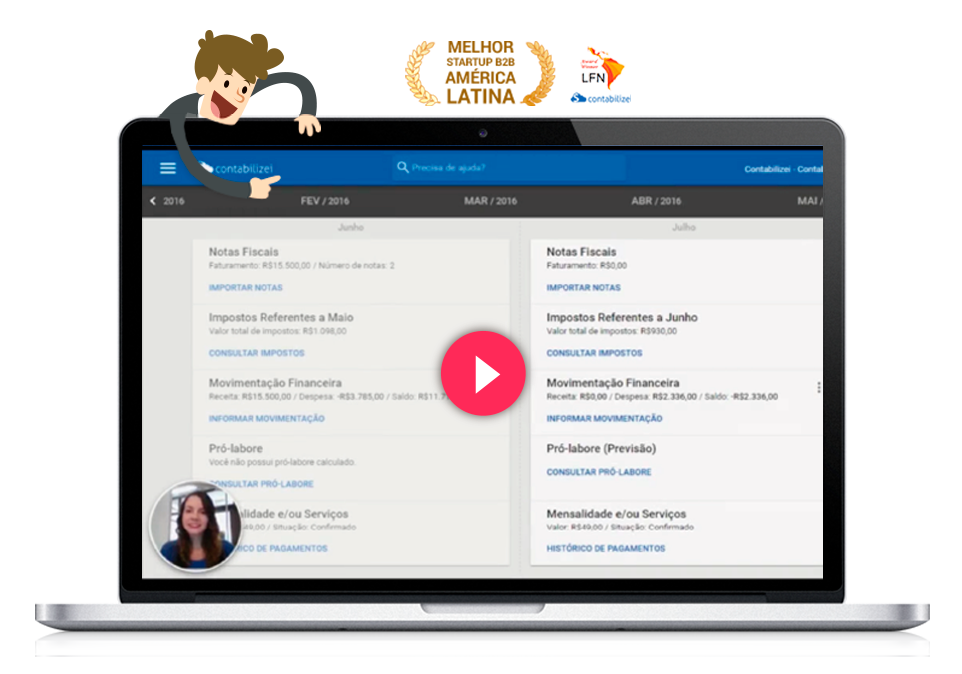 MELHOR
STARTUP B2B
AMÉRICA
LATINA
LFN
contabilizei
contabilizei
Precisa de ajuda?
Contabilizei - Contal
2016
FEV / 2016
MAR / 2016
ABR / 2016
MAI /
Junho
Notas Fiscais
Faturamento: R$15.500,00 / Número de notas: 2
IMPORTAR NOTAS
Impostos Referentes a Maio
Valor total de impostos: R$1.098,00
CONSULTAR IMPOSTOS
Movimentação Financeira
Receita: R$15.500,00 / Despesa: -R$3.785,00 / Saldo: R$11.7
INFORMAR MOVIMENTAÇÃO
Pró-labore
Você não possui pró-labore calculado.
CONSULTAR PRÓ-LABORE
alidade e/ou Serviços
49,00 / Situação: Confirmado
RICO DE PAGAMENTOS
Julho
Notas Fiscais
Faturamento: R$0,00
IMPORTAR NOTAS
Impostos Referentes a Junho
Valor total de impostos: R$930,00
CONSULTAR IMPOSTOS
Movimentação Financeira
Receita: R$0,00 / Despesa: R$2.336,00 / Saldo: -R$2.336,00
INFORMAR MOVIMENTAÇÃO
Pró-labore (Previsão)
CONSULTAR PRÓ-LABORE
Mensalidade e/ou Serviços
Valor: R$49,00 / Situação: Confirmado
HISTÓRICO DE PAGAMENTOS